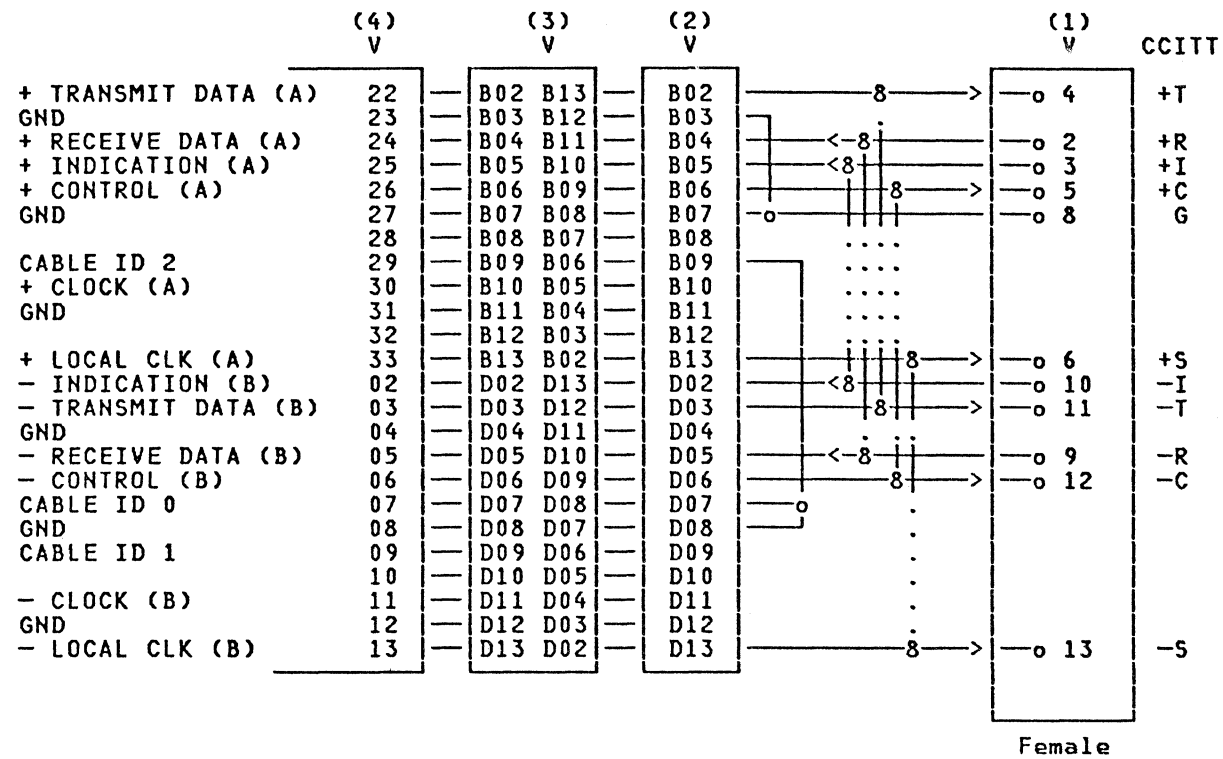 (4) (3) (2) (1)
V V V V CCITT
+ TRANSMIT DATA (A) 22 B02 B13 B02 8 > o 4 +T
GND 23 B03 B12 B03
+ RECEIVE DATA (A) 24 B04 B11 B04 < 8 o 2 +R
+ INDICATION (A) 25 B05 B10 B05 < 8 o 3 +I
+ CONTROL (A) 26 B06 B09 B06 8 > o 5 +C
GND 27 B07 B08 B07 o o 8 G
28 B08 B07 B08
CABLE ID 2 29 B09 B06 B09
+ CLOCK (A) 30 B10 B05 B10
GND 31 B11 B04 B11
32 B12 B03 B12
+ LOCAL CLK (A) 33 B13 B02 B13 8 > o 6 +S
- INDICATION (B) 02 D02 D13 D02 < 8 o 10 -I
- TRANSMIT DATA (B) 03 D03 D12 D03 8 > o 11 -T
GND 04 D04 D11 D04
- RECEIVE DATA (B) 05 D05 D10 D05 < 8 o 9 -R
- CONTROL (B) 06 D06 D09 D06 8 > o 12 -C
CABLE ID 0 07 D07 D08 D07 o
GND 08 D08 D07 D08
CABLE ID 1 09 D09 D06 D09
10 D10 D05 D10
- CLOCK (B) 11 D11 D04 D11
GND 12 D12 D03 D12
- LOCAL CLK (B) 13 D13 D02 D13 8 > o 13 -S
Female